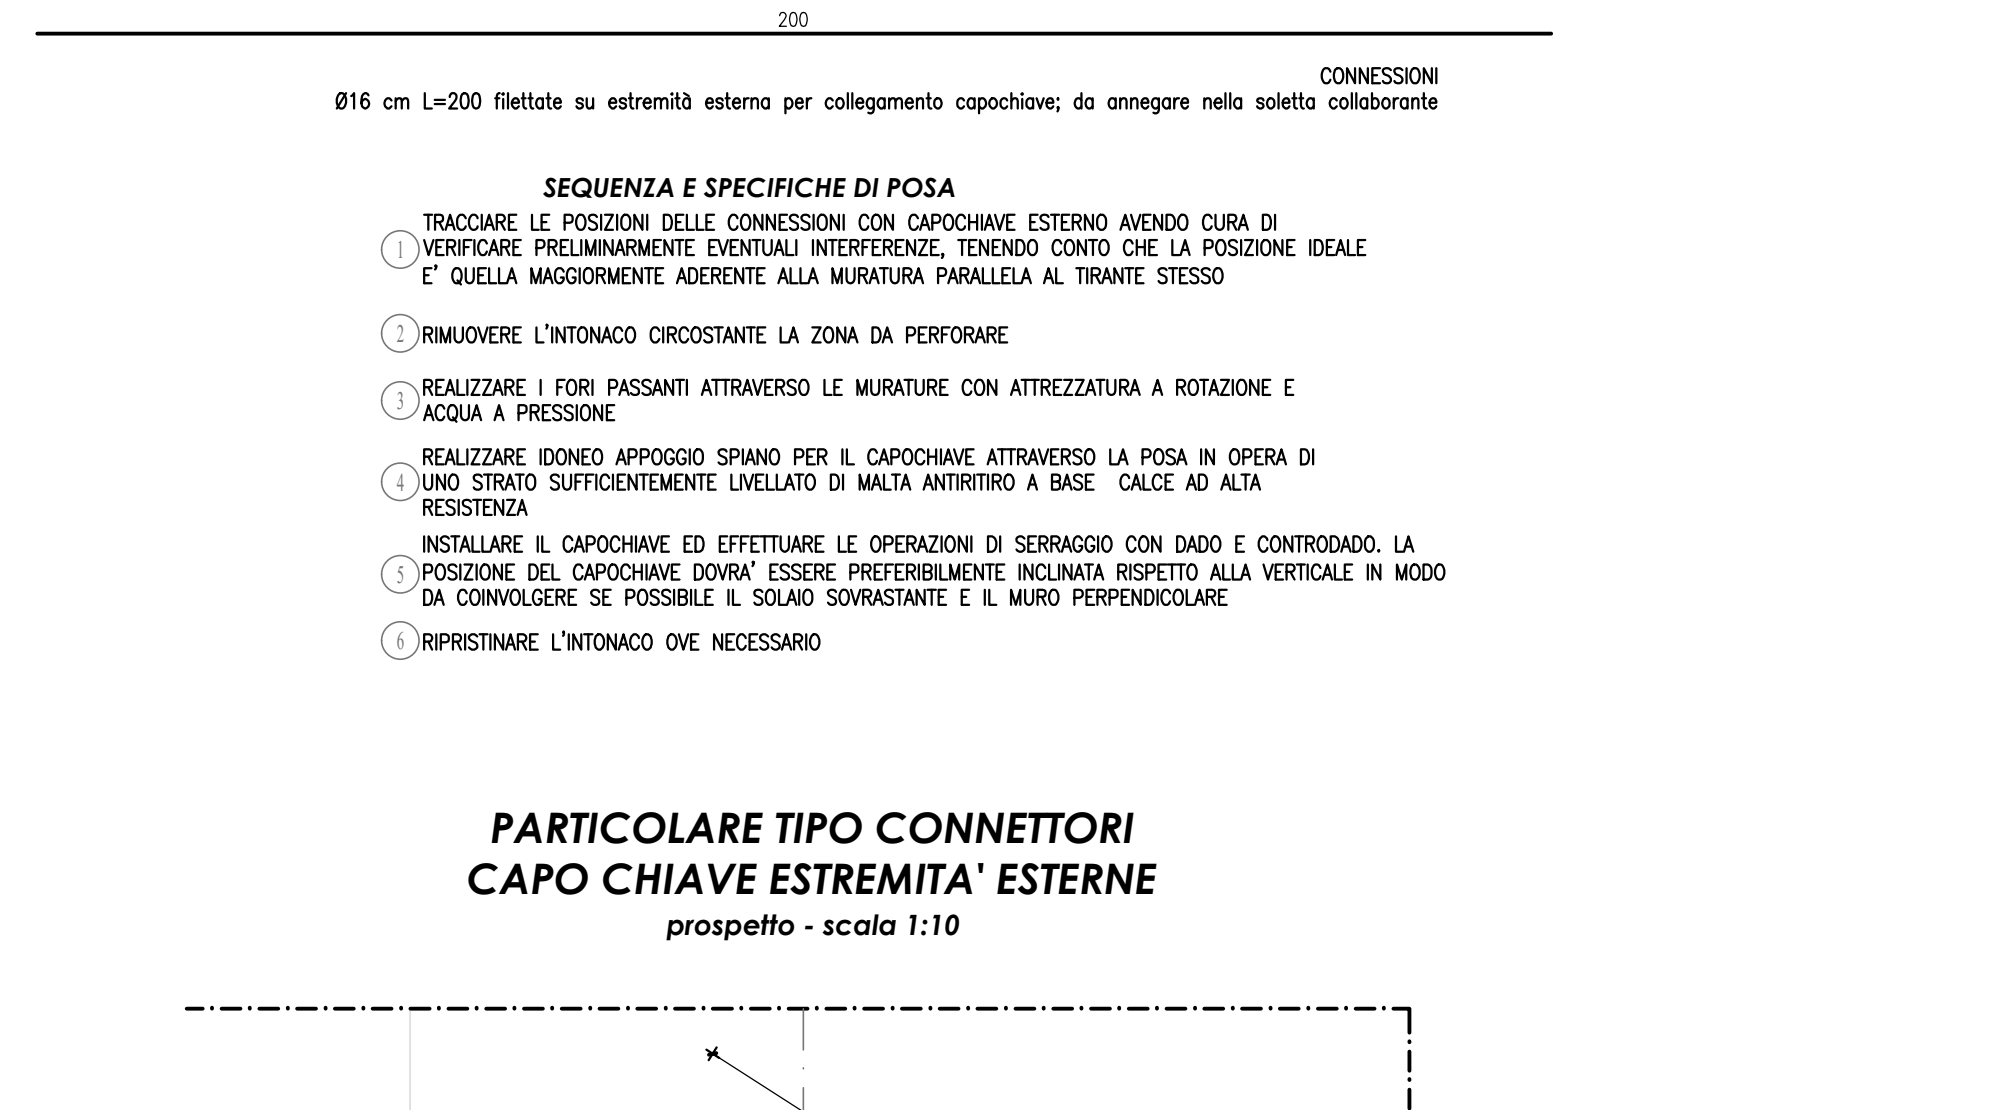 200
CONNESSIONI
Ø16 cm L=200 filettate su estremità esterna per collegamento capochiave; da annegare nella soletta collaborante
SEQUENZA E SPECIFICHE DI POSA
TRACCIARE LE POSIZIONI DELLE CONNESSIONI CON CAPOCHIAVE ESTERNO AVENDO CURA DI
1 VERIFICARE PRELIMINARMENTE EVENTUALI INTERFERENZE, TENENDO CONTO CHE LA POSIZIONE IDEALE
E' QUELLA MAGGIORMENTE ADERENTE ALLA MURATURA PARALLELA AL TIRANTE STESSO
2 RIMUOVERE L'INTONACO CIRCOSTANTE LA ZONA DA PERFORARE
3 REALIZZARE I FORI PASSANTI ATTRAVERSO LE MURATURE CON ATTREZZATURA A ROTAZIONE E
ACQUA A PRESSIONE
REALIZZARE IDONEO APPOGGIO SPIANO PER IL CAPOCHIAVE ATTRAVERSO LA POSA IN OPERA DI
4 UNO STRATO SUFFICIENTEMENTE LIVELLATO DI MALTA ANTIRITIRO A BASE CALCE AD ALTA
RESISTENZA
INSTALLARE IL CAPOCHIAVE ED EFFETTUARE LE OPERAZIONI DI SERRAGGIO CON DADO E CONTRODADO. LA
5 POSIZIONE DEL CAPOCHIAVE DOVRA' ESSERE PREFERIBILMENTE INCLINATA RISPETTO ALLA VERTICALE IN MODO
DA COINVOLGERE SE POSSIBILE IL SOLAIO SOVRASTANTE E IL MURO PERPENDICOLARE
6 RIPRISTINARE L'INTONACO OVE NECESSARIO
PARTICOLARE TIPO CONNETTORI
CAPO CHIAVE ESTREMITA' ESTERNE
prospetto - scala 1:10